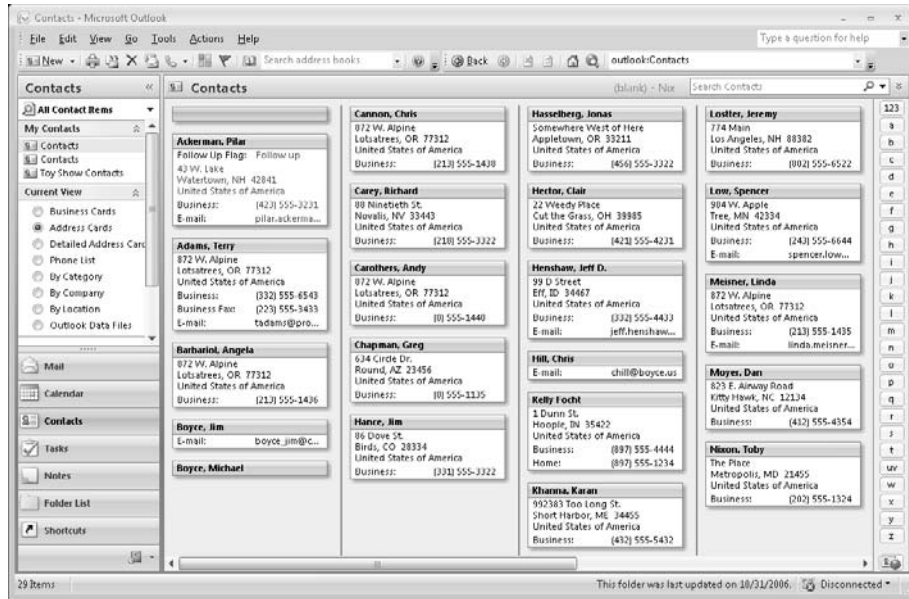 Contacts - Microsoft Outlook
File Edit View Go Tools Actions Help
Type a question for help
New
Search address books
Back
outlook:Contacts
Contacts
All Contact Items
My Contacts
Contacts
Contacts
Toy Show Contacts
Current View
Business Cards
Address Cards
Detailed Address Card
Phone List
By Category
By Company
By Location
Outlook Data Files
Mail
Calendar
Contacts
Tasks
Notes
Folder List
Shortcuts
Contacts
(blank) - Nix
Search Contacts
Ackerman, Pilar
Follow Up Flag: Follow up
43 W. Lake
Watertown, NH 42841
United States of America
Business: (423) 555-3231
E-mail: pilar.ackerma...
Adams, Terry
872 W. Alpine
Lotsatrees, OR 77312
United States of America
Business: (332) 555-6543
Business Fax: (223) 555-3433
E-mail: tadams@pro...
Barbariol, Angela
872 W. Alpine
Lotsatrees, OR 77312
United States of America
Business: (213) 555-1436
Boyce, Jim
E-mail: boyce_jim@c...
Boyce, Michael
Cannon, Chris
872 W. Alpine
Lotsatrees, OR 77312
United States of America
Business: (213) 555-1438
Carey, Richard
88 Ninetieth St.
Novalis, NV 33443
United States of America
Business: (218) 555-3322
Carothers, Andy
872 W. Alpine
Lotsatrees, OR 77312
United States of America
Business: (0) 555-1440
Chapman, Greg
634 Circle Dr.
Round, AZ 23456
United States of America
Business: (0) 555-1135
Hance, Jim
86 Dove St.
Birds, CO 28334
United States of America
Business: (331) 555-3322
Hasselberg, Jonas
Somewhere West of Here
Appletown, OR 33211
United States of America
Business: (456) 555-3322
Hector, Clair
22 Weedy Place
Cut the Grass, OH 39985
United States of America
Business: (421) 555-4231
Henshaw, Jeff D.
99 D Street
Eff, ID 34467
United States of America
Business: (332) 555-4433
E-mail: jeff.henshaw...
Hill, Chris
E-mail: chill@boyce.us
Kelly Focht
1 Dunn St.
Hoople, IN 35422
United States of America
Business: (897) 555-4444
Home: (897) 555-1234
Khanna, Karan
992383 Too Long St.
Short Harbor, ME 34455
United States of America
Business: (432) 555-5432
Lostter, Jeremy
774 Main
Los Angeles, NH 88382
United States of America
Business: (802) 555-6522
Low, Spencer
984 W. Apple
Tree, MN 42334
United States of America
Business: (243) 555-6644
E-mail: spencer.low...
Meisner, Linda
872 W. Alpine
Lotsatrees, OR 77312
United States of America
Business: (213) 555-1435
E-mail: linda.meisner...
Moyer, Dan
823 E. Airway Road
Kitty Hawk, NC 12134
United States of America
Business: (412) 555-4354
Nixon, Toby
The Place
Metropolis, MD 21455
United States of America
Business: (202) 555-1324
123
a
b
c
d
e
f
g
h
i
j
k
l
m
n
o
p
q
r
s
t
uv
w
x
y
z
29 Items
This folder was last updated on 10/31/2006.
Disconnected